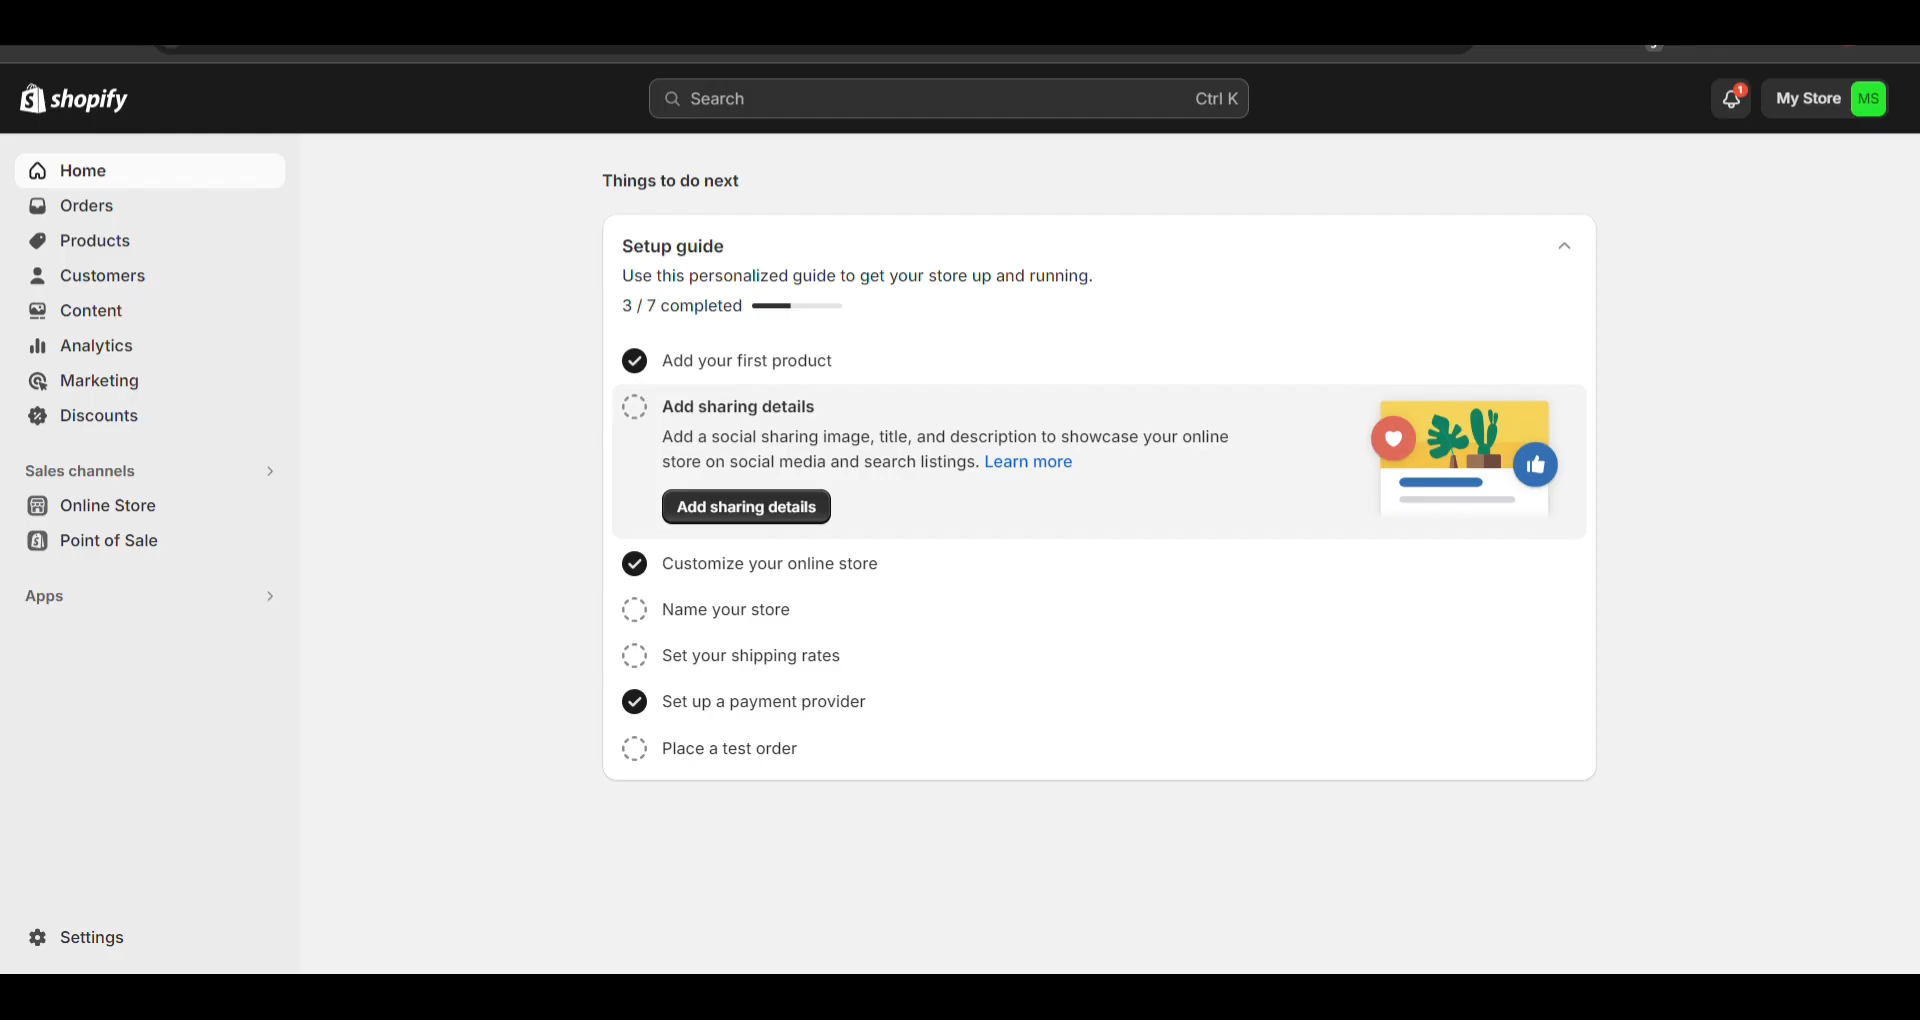 shopify
Search
Ctrl K
1
My Store
MS
Home
Orders
Products
Customers
Content
Analytics
Marketing
Discounts
Sales channels
Online Store
Point of Sale
Apps
Settings
Things to do next
Setup guide
Use this personalized guide to get your store up and running.
3 / 7 completed
Add your first product
Add sharing details
Add a social sharing image, title, and description to showcase your online
store on social media and search listings. Learn more
Add sharing details
Customize your online store
Name your store
Set your shipping rates
Set up a payment provider
Place a test order